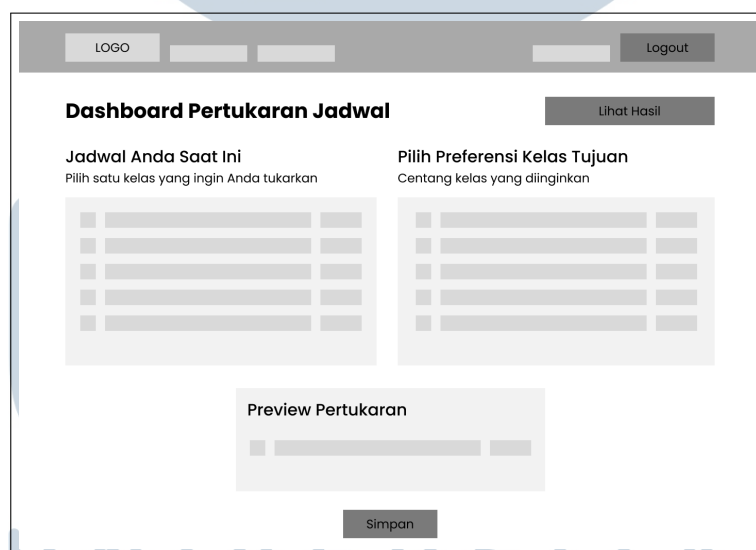 LOGO
Logout
Dashboard Pertukaran Jadwal
Lihat Hasil
Jadwal Anda Saat Ini
Pilih satu kelas yang ingin Anda tukarkan
Pilih Preferensi Kelas Tujuan
Centang kelas yang diinginkan
Preview Pertukaran
Simpan